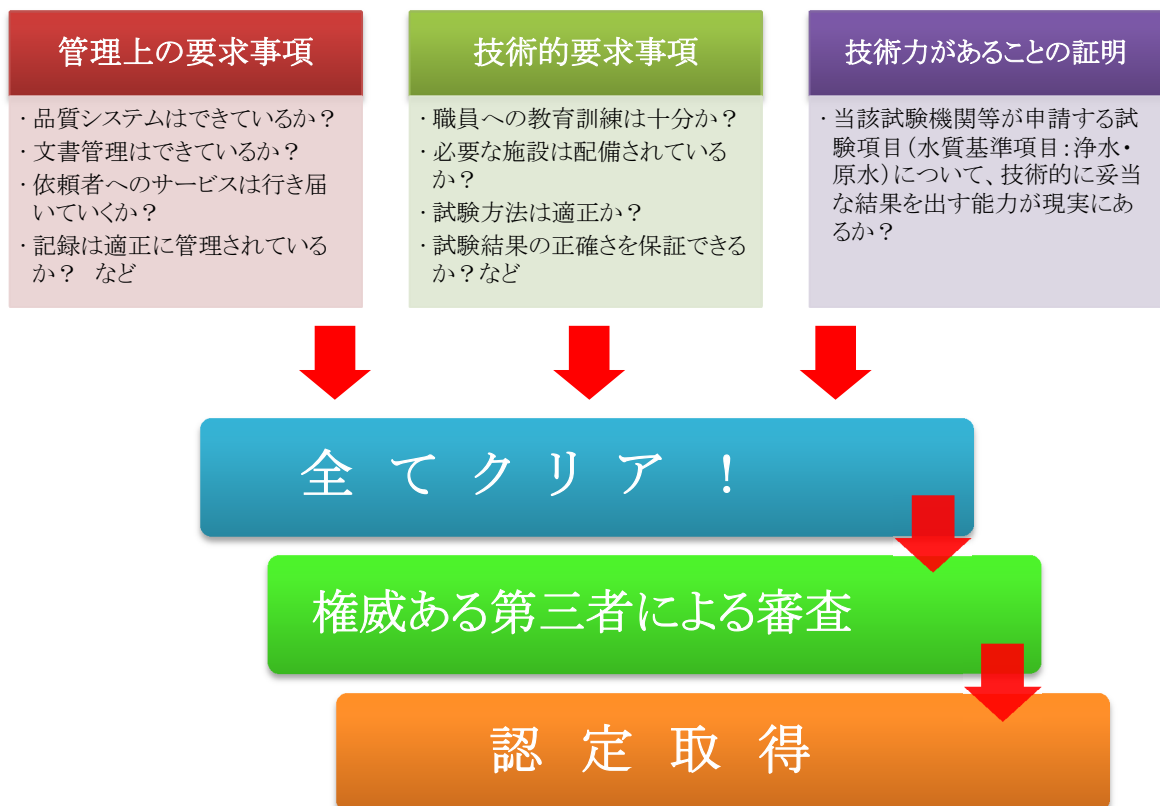 管理上の要求事項
・品質システムはできているか？
・文書管理はできているか？
・依頼者へのサービスは行き届
いていくか？
・記録は適正に管理されている
か？ など
技術的要求事項
・職員への教育訓練は十分か？
・必要な施設は配備されている
か？
・試験方法は適正か？
・試験結果の正確さを保証できる
か？など
技術力があることの証明
・当該試験機関等が申請する試
験項目（水質基準項目：浄水・
原水）について、技術的に妥当
な結果を出す能力が現実にあ
るか？
全 て ク リ ア ！
権威ある第三者による審査
認 定 取 得